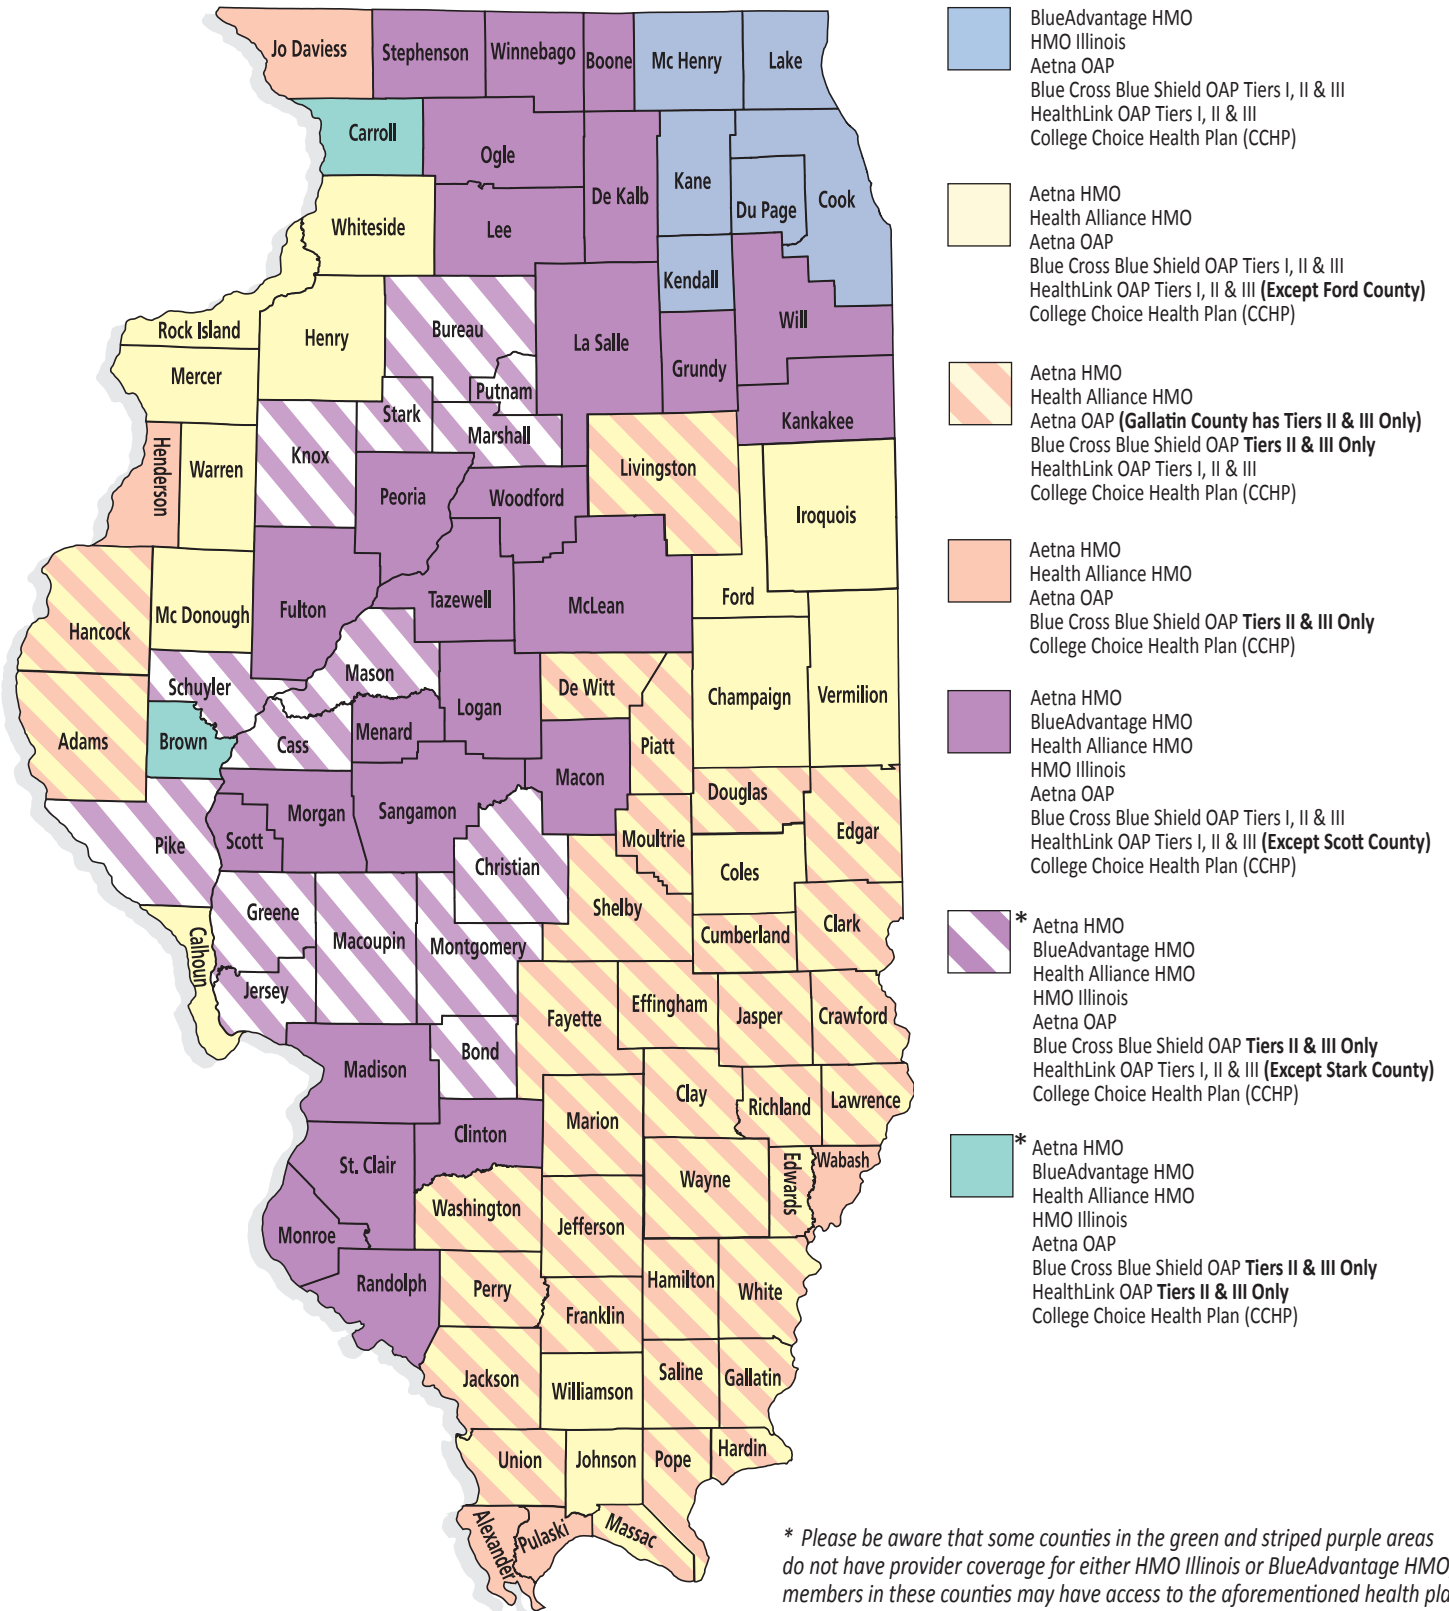 Jo Daviess
Stephenson
Winnebago
Boone
Mc Henry
Lake
Carroll
Ogle
De Kalb
Kane
Du Page
Cook
Whiteside
Lee
Kendall
Rock Island
Henry
Bureau
La Salle
Will
Grundy
Mercer
Putnam
Stark
Kankakee
Marshall
Henderson
Warren
Knox
Livingston
Peoria
Woodford
Iroquois
Hancock
Mc Donough
Fulton
Tazewell
McLean
Ford
Schuyler
Mason
De Witt
Champaign
Vermilion
Logan
Adams
Brown
Cass
Menard
Piatt
Macon
Douglas
Morgan
Sangamon
Scott
Pike
Moultrie
Edgar
Christian
Coles
Greene
Shelby
Clark
Calhoun
Macoupin
Montgomery
Cumberland
Jersey
Fayette
Effingham
Jasper
Crawford
Bond
Madison
Clay
Richland
Lawrence
Marion
Clinton
St. Clair
Edwards
Wabash
Wayne
Washington
Jefferson
Monroe
Randolph
Perry
Hamilton
White
Franklin
Jackson
Williamson
Saline
Gallatin
Union
Johnson
Pope
Hardin
Alexander
Pulaski
Massac
BlueAdvantage HMO
HMO Illinois
Aetna OAP
Blue Cross Blue Shield OAP Tiers I, II & III
HealthLink OAP Tiers I, II & III
College Choice Health Plan (CCHP)
Aetna HMO
Health Alliance HMO
Aetna OAP
Blue Cross Blue Shield OAP Tiers I, II & III
HealthLink OAP Tiers I, II & III (Except Ford County)
College Choice Health Plan (CCHP)
Aetna HMO
Health Alliance HMO
Aetna OAP (Gallatin County has Tiers II & III Only)
Blue Cross Blue Shield OAP Tiers II & III Only
HealthLink OAP Tiers I, II & III
College Choice Health Plan (CCHP)
Aetna HMO
Health Alliance HMO
Aetna OAP
Blue Cross Blue Shield OAP Tiers II & III Only
College Choice Health Plan (CCHP)
Aetna HMO
BlueAdvantage HMO
Health Alliance HMO
HMO Illinois
Aetna OAP
Blue Cross Blue Shield OAP Tiers I, II & III
HealthLink OAP Tiers I, II & III (Except Scott County)
College Choice Health Plan (CCHP)
* Aetna HMO
BlueAdvantage HMO
Health Alliance HMO
HMO Illinois
Aetna OAP
Blue Cross Blue Shield OAP Tiers II & III Only
HealthLink OAP Tiers I, II & III (Except Stark County)
College Choice Health Plan (CCHP)
* Aetna HMO
BlueAdvantage HMO
Health Alliance HMO
HMO Illinois
Aetna OAP
Blue Cross Blue Shield OAP Tiers II & III Only
HealthLink OAP Tiers II & III Only
College Choice Health Plan (CCHP)
* Please be aware that some counties in the green and striped purple areas
do not have provider coverage for either HMO Illinois or BlueAdvantage HMO
members in these counties may have access to the aforementioned health pla